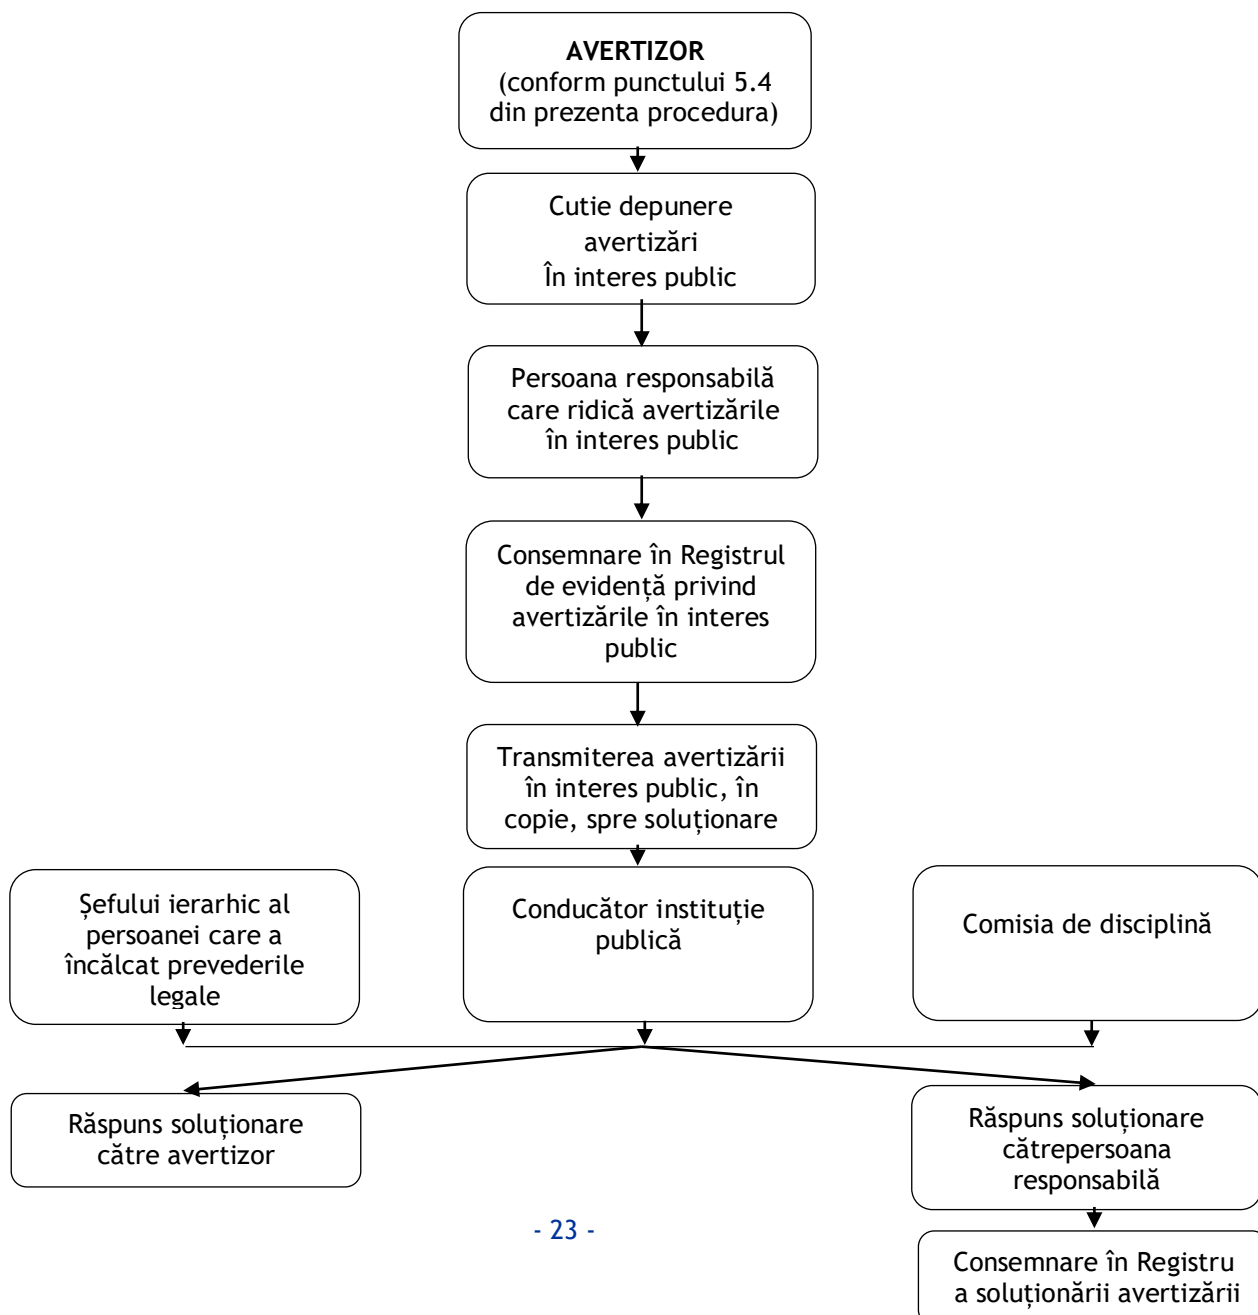 AVERTIZOR
(conform punctului 5.4
din prezenta procedura)
Cutie depunere
avertizări
În interes public
Persoana responsabilă
care ridică avertizările
în interes public
Consemnare în Registrul
de evidență privind
avertizările în interes
public
Transmiterea avertizării
în interes public, în
copie, spre soluționare
Șefului ierarhic al
persoanei care a
încălcat prevederile
legale
Conducător instituție
publică
Comisia de disciplină
Răspuns soluționare
către avertizor
Răspuns soluționare
cătrepersoana
responsabilă
- 23 -
Consemnare în Registru
a soluționării avertizării